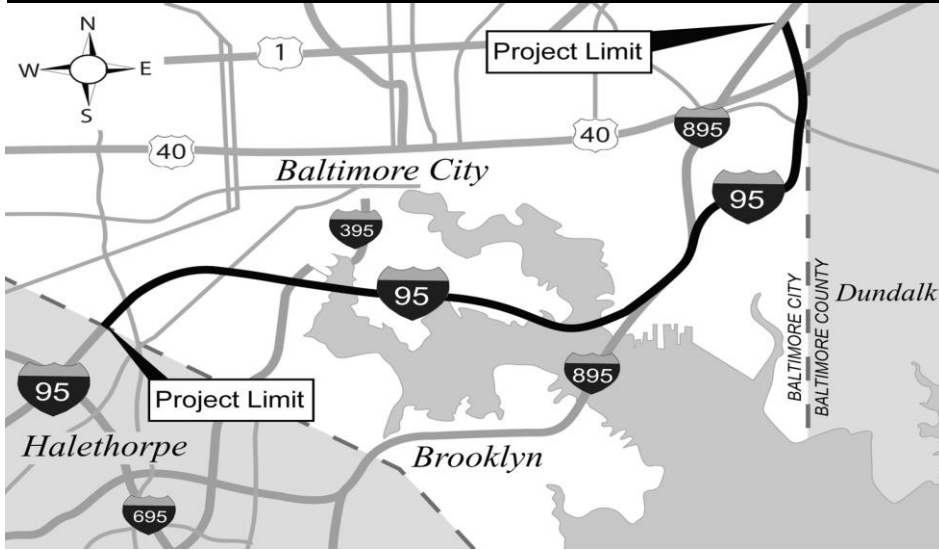 N
W E
S
1
Project Limit
40
40
895
Baltimore City
95
395
95
BALTIMORE CITY
BALTIMORE COUNTY
Dundalk
895
95
Project Limit
Halethorpe
Brooklyn
695